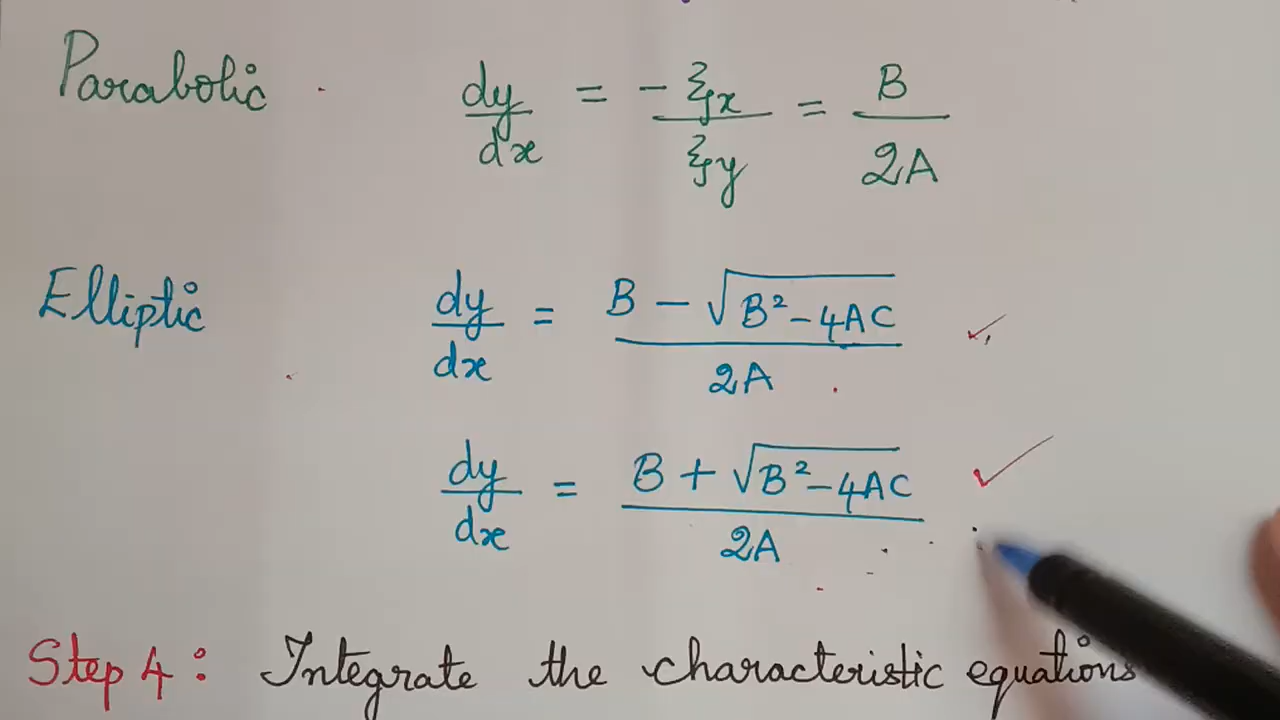 Parabolic dy/dx = -ξx/ξy = B/2A
Elliptic dy/dx = B - √(B² - 4AC) / 2A
dy/dx = B + √(B² - 4AC) / 2A
Step 4: Integrate the characteristic equations